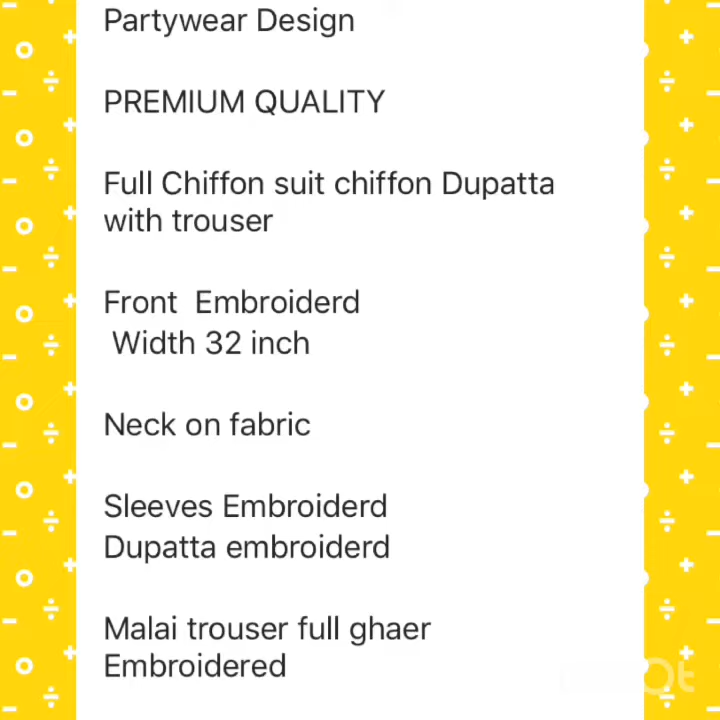 Partywear Design
PREMIUM QUALITY
Full Chiffon suit chiffon Dupatta
with trouser
Front  Embroiderd
Width 32 inch
Neck on fabric
Sleeves Embroiderd
Dupatta embroiderd
Malai trouser full ghaer
Embroidered